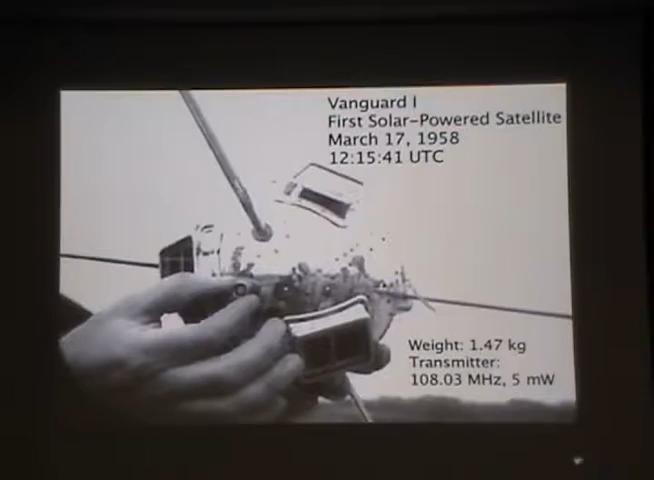 Vanguard I
First Solar-Powered Satellite
March 17, 1958
12:15:41 UTC
Weight: 1.47 kg
Transmitter:
108.03 MHz, 5 mW